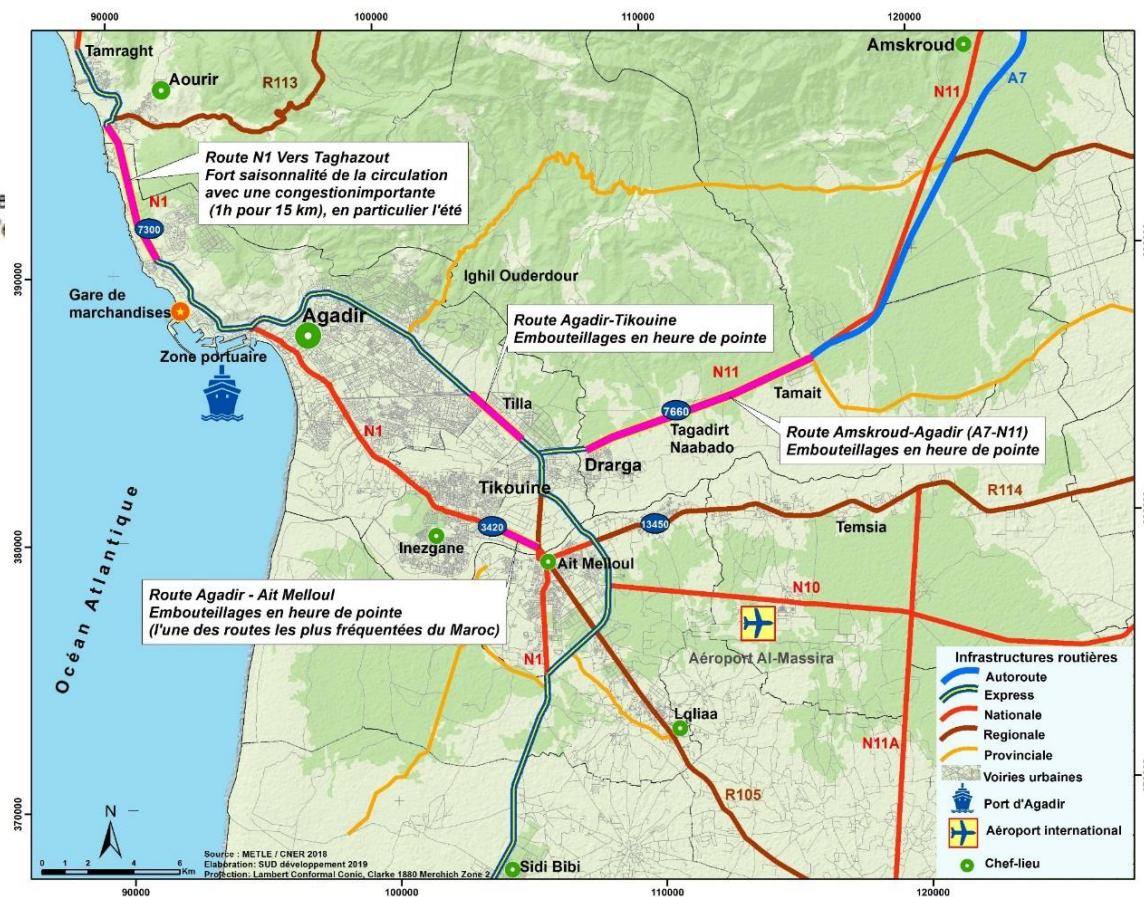 90000
100000
110000
120000
Tamraght
Aourir
R113
Amskroud
N11
A7
Route N1 Vers Taghazout
Fort saisonnalité de la circulation
avec une congestionimportante
(1h pour 15 km), en particulier l'été
N1
7300
390000
Gare de
marchandises
Agadir
Zone portuaire
Ighil Ouderdour
Route Agadir-Tikouine
Embouteillages en heure de pointe
N11
Tamait
Tilla
7660
Tagadirt
Naabado
Route Amskroud-Agadir (A7-N11)
Embouteillages en heure de pointe
N1
Drarga
Tikouine
R114
3420
13450
Temsia
380000
Inezgane
Ait Melloul
Océan Atlantique
Route Agadir - Ait Melloul
Embouteillages en heure de pointe
(l'une des routes les plus fréquentées du Maroc)
N10
N1
Aéroport Al-Massira
Lqliaa
N11A
R105
370000
Sidi Bibi
Infrastructures routières
Autoroute
Express
Nationale
Regionale
Provinciale
Voiries urbaines
Port d'Agadir
Aéroport international
Chef-lieu
N
0 1 2 4 6
Km
Source : METLE / CNER 2018
Elaboration: SUD développement 2019
Projection: Lambert Conformal Conic, Clarke 1880 Merchich Zone 2
90000
100000
110000
120000